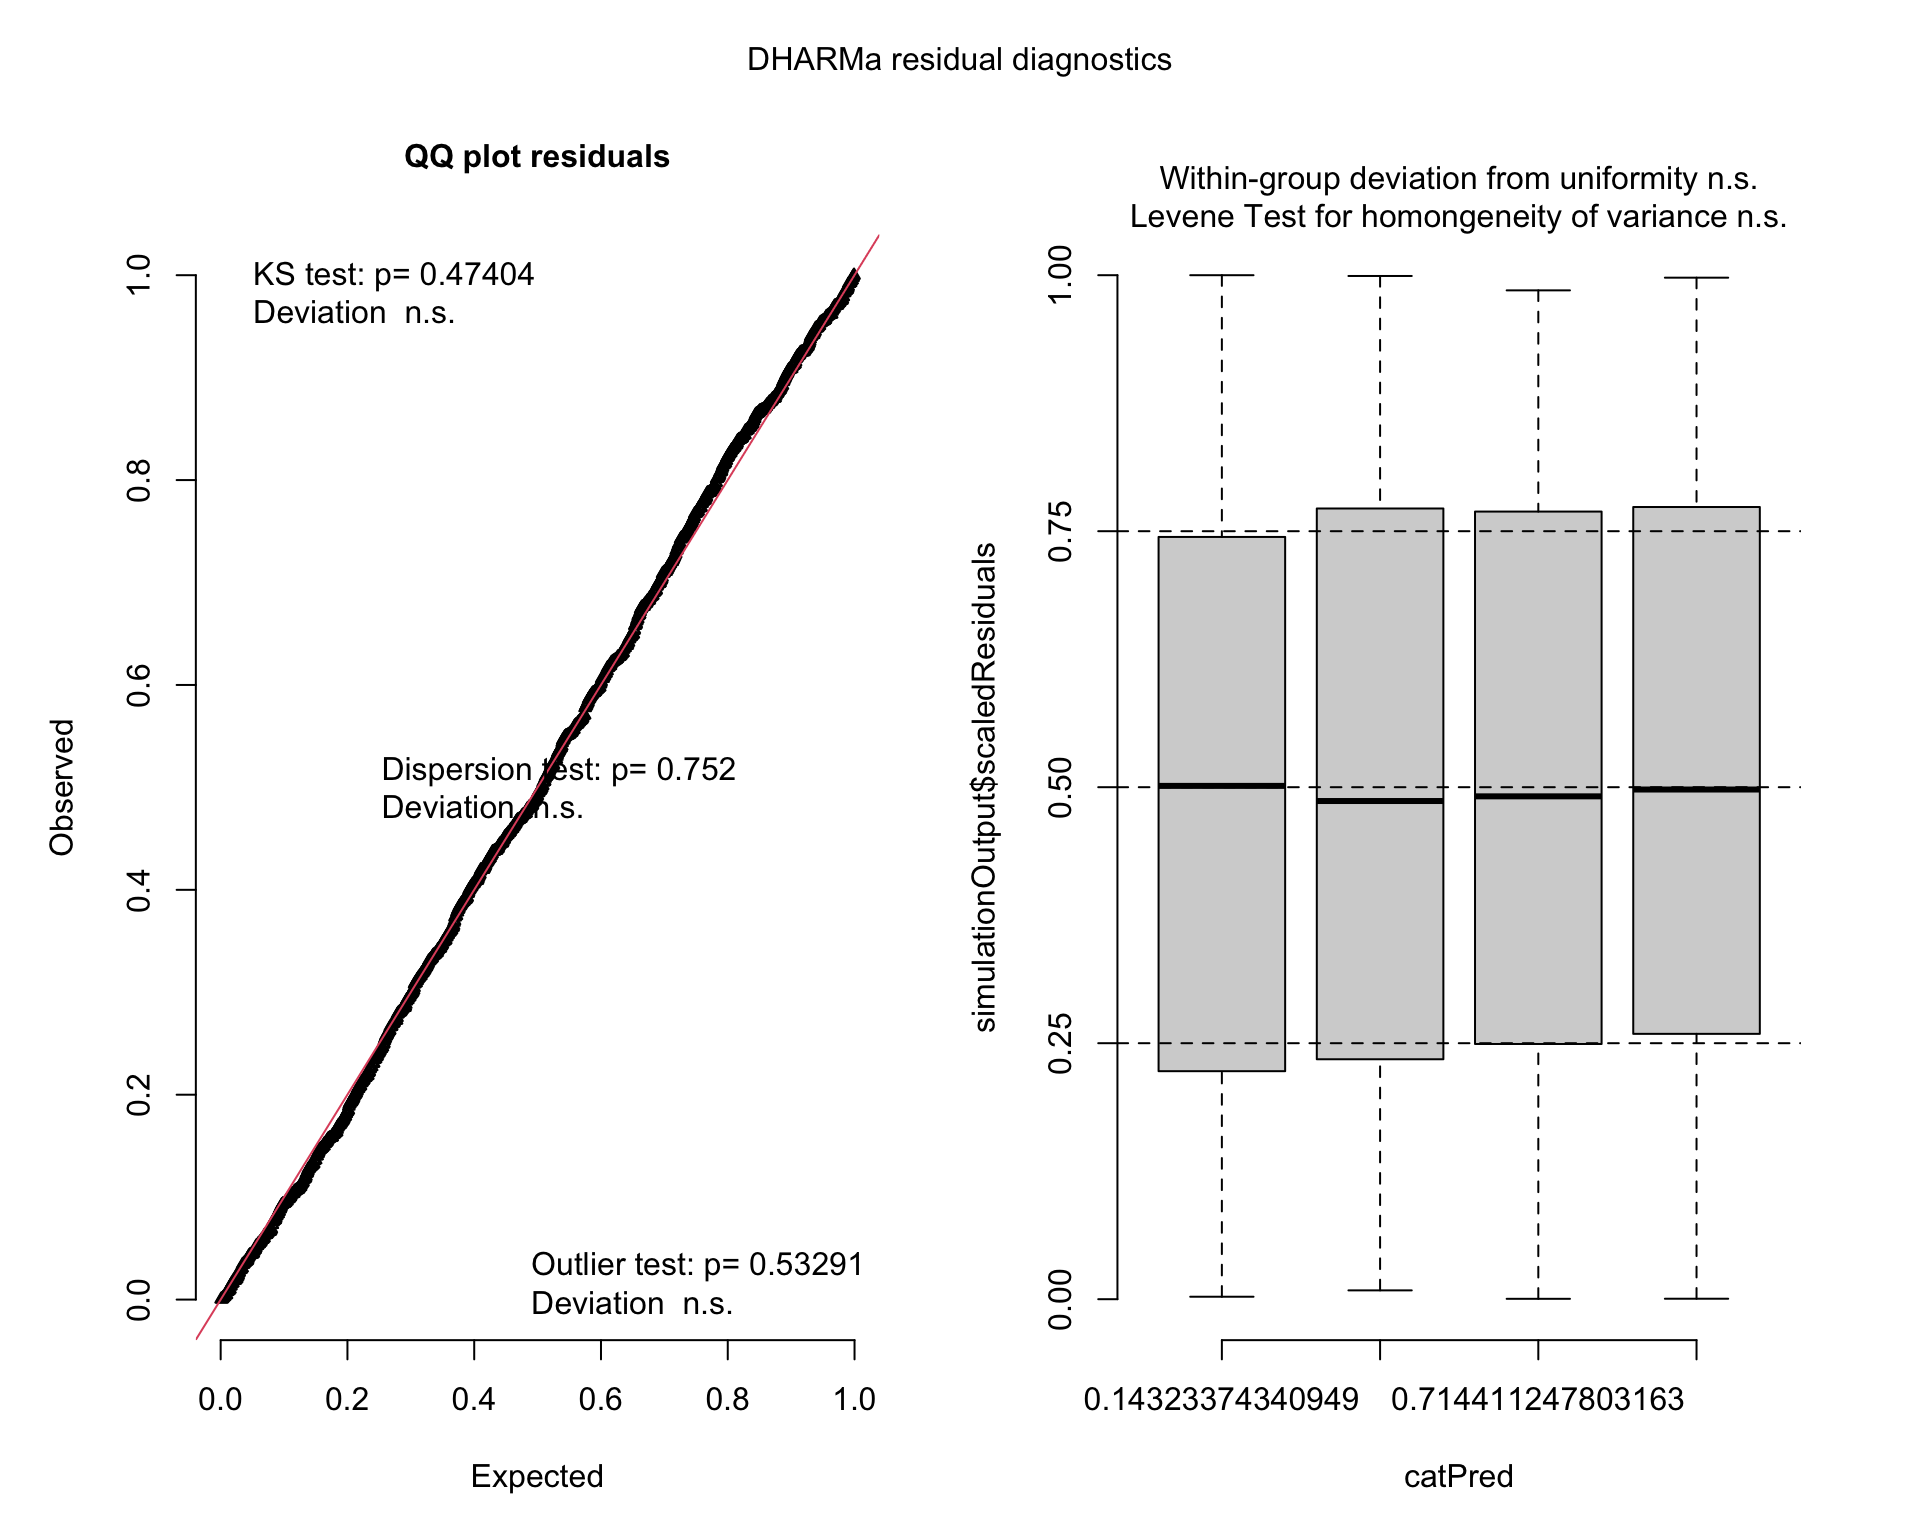 DHARMa residual diagnostics
QQ plot residuals
KS test: p= 0.47404
Deviation  n.s.
Dispersion test: p= 0.752
Deviation  n.s.
Outlier test: p= 0.53291
Deviation  n.s.
Observed
1.0
0.8
0.6
0.4
0.2
0.0
0.0 0.2 0.4 0.6 0.8 1.0
Expected
Within-group deviation from uniformity n.s.
Levene Test for homongeneity of variance n.s.
simulationOutput$scaledResiduals
1.00
0.75
0.50
0.25
0.00
0.14323374340949 0.714411247803163
catPred